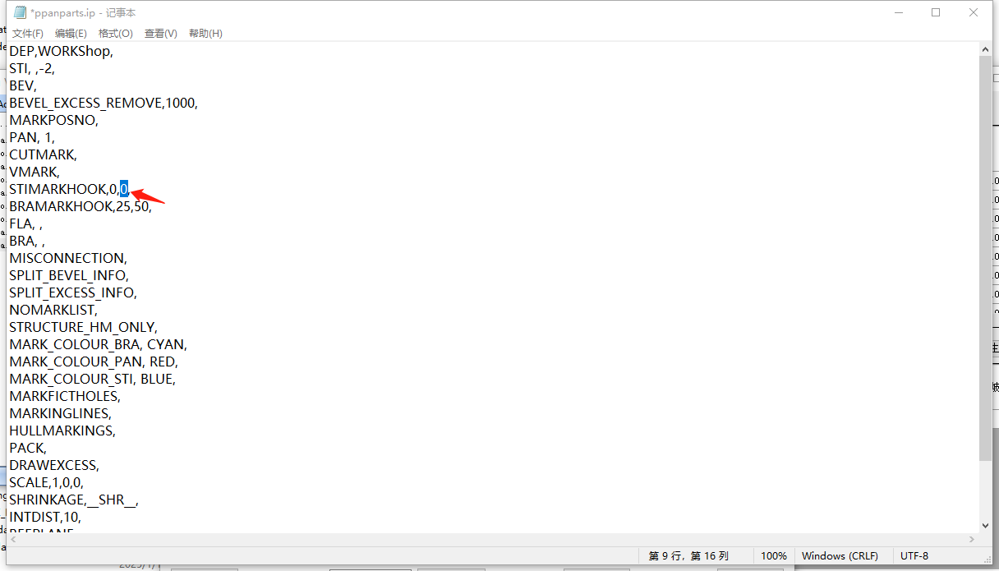 *ppanparts.ip - 记事本
文件(F) 编辑(E) 格式(O) 查看(V) 帮助(H)
DEP,WORKShop,
STI, ,-2,
BEV,
BEVEL_EXCESS_REMOVE,1000,
MARKPOSNO,
PAN, 1,
CUTMARK,
VMARK,
STIMARKHOOK,0,0,
BRAMARKHOOK,25,50,
FLA, ,
BRA, ,
MISCONNECTION,
SPLIT_BEVEL_INFO,
SPLIT_EXCESS_INFO,
NOMARKLIST,
STRUCTURE_HM_ONLY,
MARK_COLOUR_BRA, CYAN,
MARK_COLOUR_PAN, RED,
MARK_COLOUR_STI, BLUE,
MARKFICTHOLES,
MARKINGLINES,
HULLMARKINGS,
PACK,
DRAWEXCESS,
SCALE,1,0,0,
SHRINKAGE,__SHR__,
INTDIST,10,
第 9 行，第 16 列 100% Windows (CRLF) UTF-8